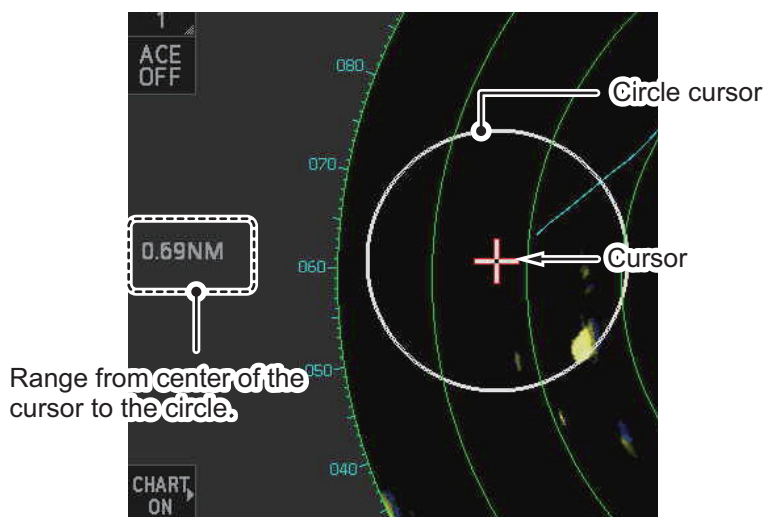 1
ACE
OFF
080
Circle cursor
070
0.69NM
060
Cursor
Range from center of the
cursor to the circle.
050
040
CHART
ON